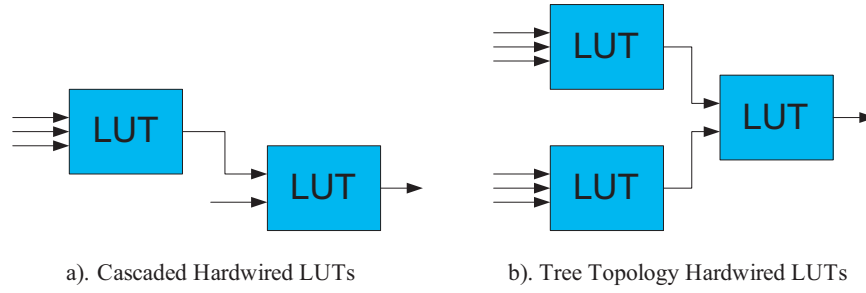 LUT
LUT
a). Cascaded Hardwired LUTs
LUT
LUT
LUT
b). Tree Topology Hardwired LUTs